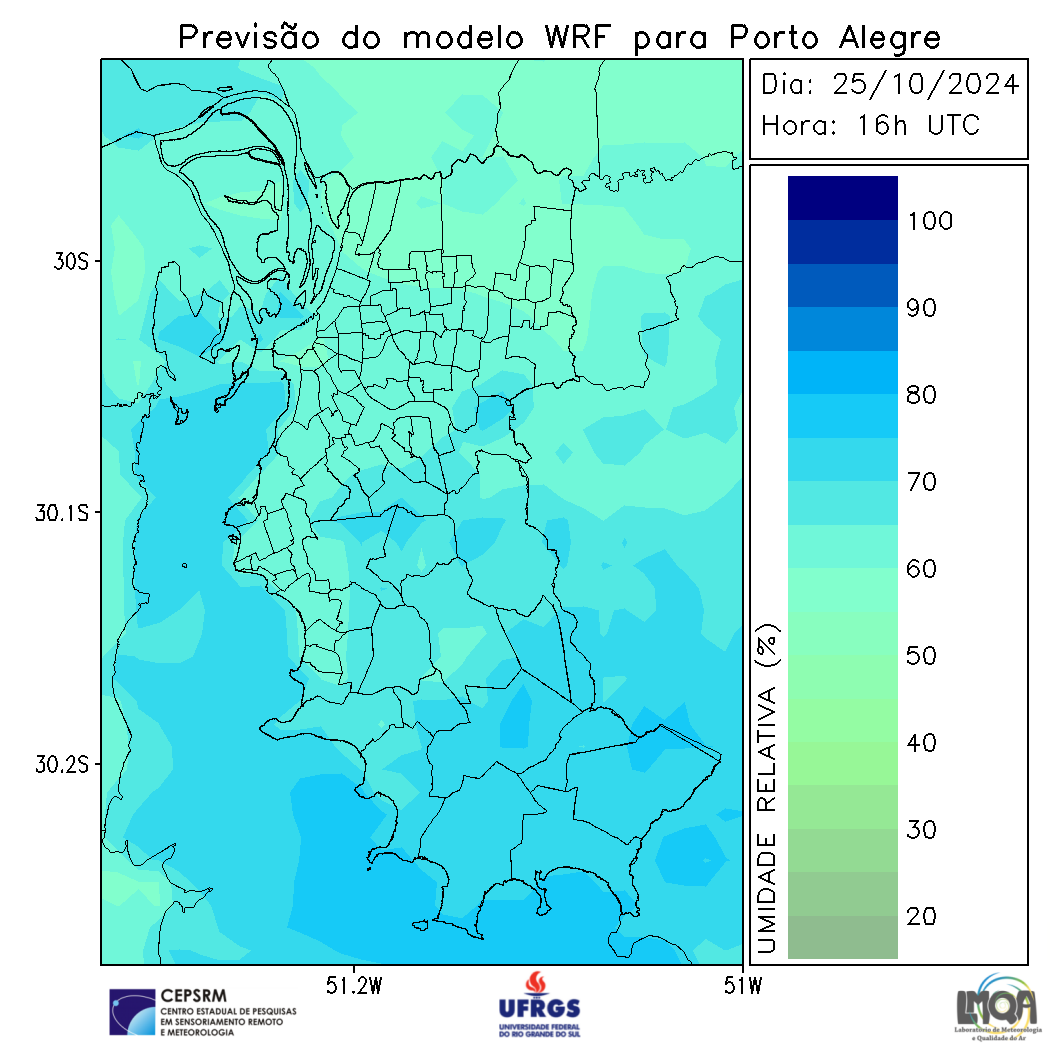 Previsão do modelo WRF para Porto Alegre
Dia: 25/10/2024
Hora: 16h UTC
100
90
80
70
60
50
40
30
20
UMIDADE RELATIVA (%)
30S
30.1S
30.2S
51.2W
51W
CEPSRM
CENTRO ESTADUAL DE PESQUISAS
EM SENSORIAMENTO REMOTO
E METEOROLOGIA
UFRGS
UNIVERSIDADE FEDERAL
DO RIO GRANDE DO SUL
LMQA
Laboratório de Meteorologia
e Qualidade do Ar